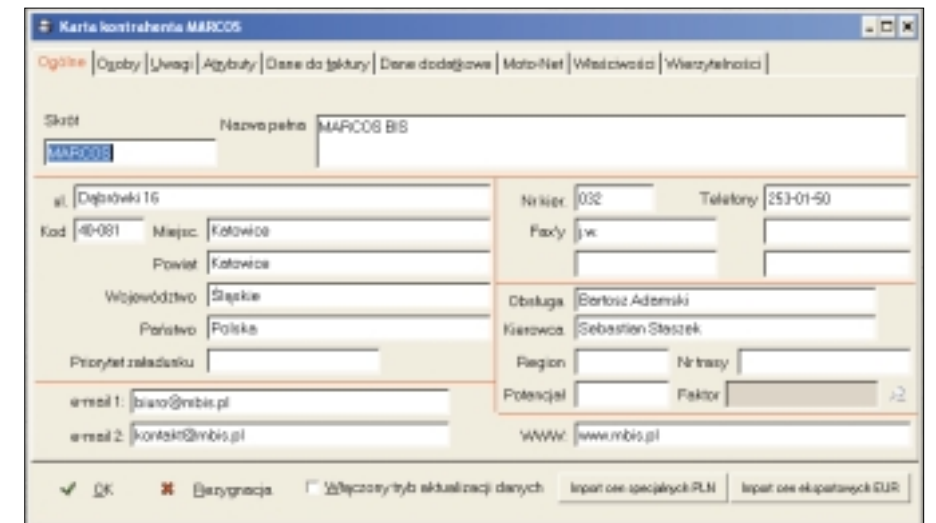 Karta kontrahenta MARCOS
Ogólne Osoby Uwagi Atrybuty Dane do faktury Dane dodatkowe Moto-Net Właściwości Wierzytelności
Skrót Nazwa pełna MARCOS BIS
MARCOS
ul. Dąbrówki 16 Nr kier. 032 Telefony 253-01-50
Kod 40-081 Miejsc. Katowice Fax/y j.w.
Powiat Katowice
Województwo Śląskie Obsługa Bartosz Adamski
Państwo Polska Kierowca Sebastian Staszek
Priorytet załadunku Region Nr trasy
Potencjał Faktor
e-mail 1: biuro@mbis.pl
e-mail 2: kontakt@mbis.pl WWW: www.mbis.pl
OK Rezygnacja Włączony tryb aktualizacji danych Import cen specjalnych PLN Import cen eksportowych EUR